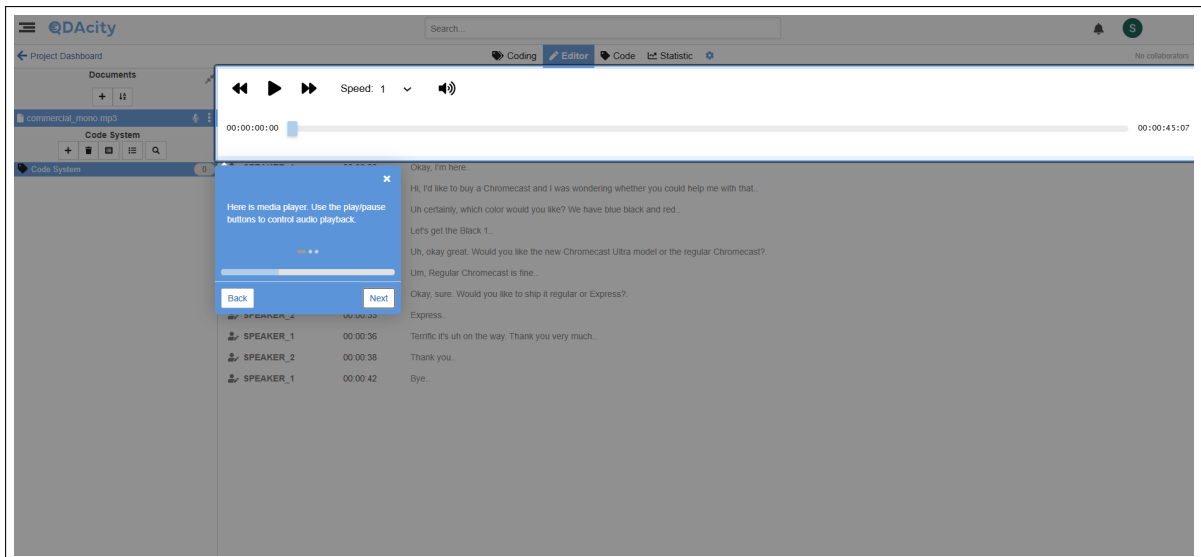 QDAcity
Search...
S
Project Dashboard
Coding
Editor
Code
Statistic
No collaborators
Documents
commercial_mono.mp3
Code System
Code System
0
Speed: 1
00:00:00:00
00:00:45:07
Okay, I'm here..
Hi, I'd like to buy a Chromecast and I was wondering whether you could help me with that..
Uh certainly, which color would you like? We have blue black and red..
Let's get the Black 1..
Uh, okay great. Would you like the new Chromecast Ultra model or the regular Chromecast?.
Um, Regular Chromecast is fine..
Okay, sure. Would you like to ship it regular or Express?.
Here is media player. Use the play/pause
buttons to control audio playback.
Back
Next
SPEAKER_2 00:00:33 Express..
SPEAKER_1 00:00:36 Terrific it's uh on the way. Thank you very much..
SPEAKER_2 00:00:38 Thank you..
SPEAKER_1 00:00:42 Bye..